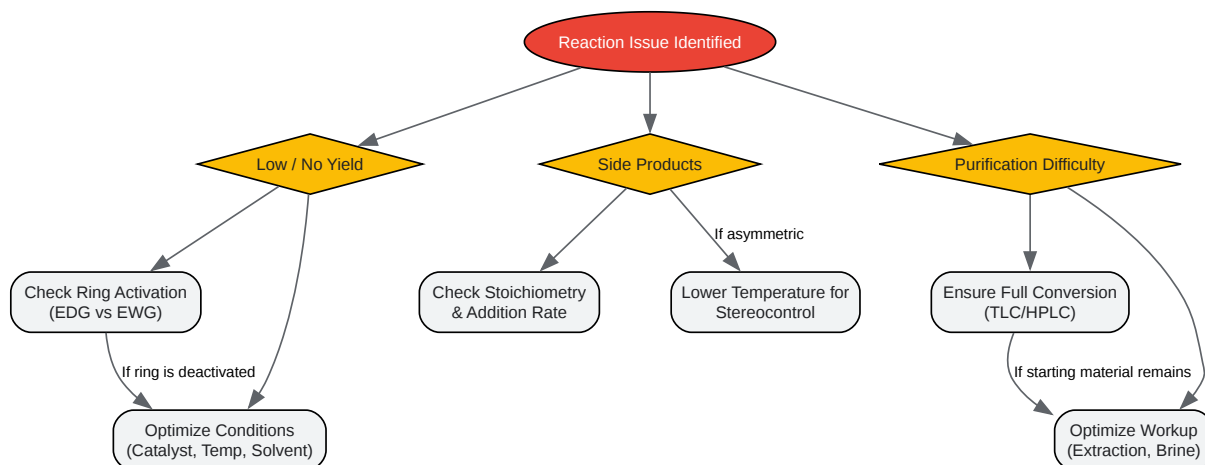 Reaction Issue Identified
Low / No Yield
Side Products
Purification Difficulty
If asymmetric
Check Ring Activation
(EDG vs EWG)
Check Stoichiometry
& Addition Rate
Lower Temperature for
Stereocontrol
Ensure Full Conversion
(TLC/HPLC)
If ring is deactivated
If starting material remains
Optimize Conditions
(Catalyst, Temp, Solvent)
Optimize Workup
(Extraction, Brine)